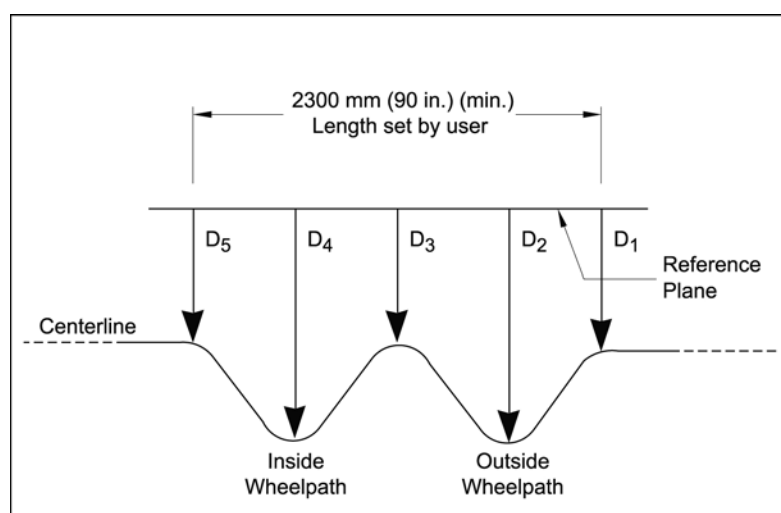 2300 mm (90 in.) (min.)
Length set by user
D5 D4 D3 D2 D1
Reference
Plane
Centerline
Inside
Wheelpath
Outside
Wheelpath